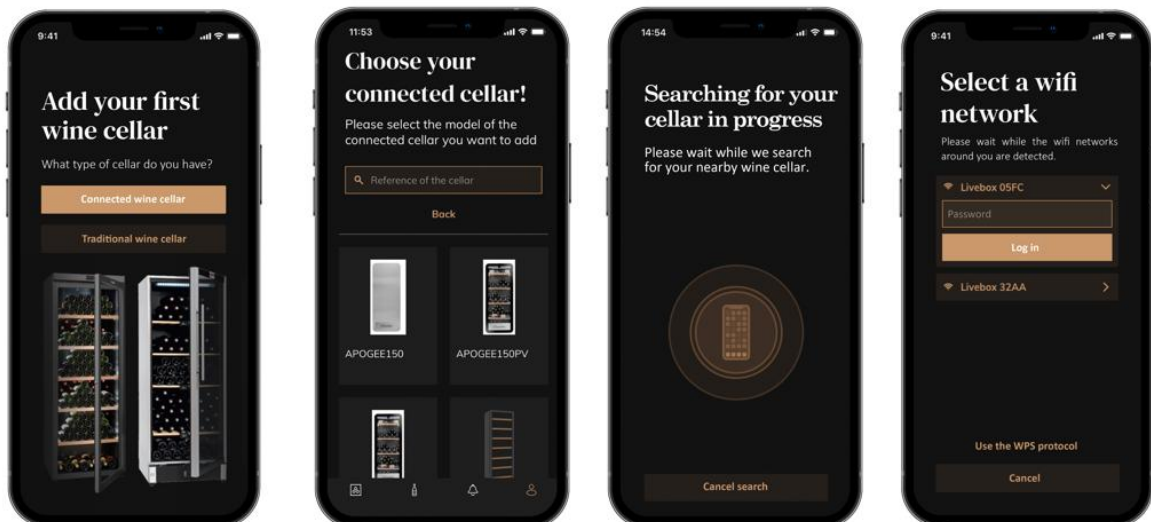 9:41
Add your first
wine cellar
What type of cellar do you have?
Connected wine cellar
Traditional wine cellar
11:53
Choose your
connected cellar!
Please select the model of the
connected cellar you want to add
Reference of the cellar
Back
APOGEE150
APOGEE150PV
14:54
Searching for your
cellar in progress
Please wait while we search
for your nearby wine cellar.
Cancel search
9:41
Select a wifi
network
Please wait while the wifi networks
around you are detected.
Livebox 05FC
Password
Log in
Livebox 32AA
Use the WPS protocol
Cancel